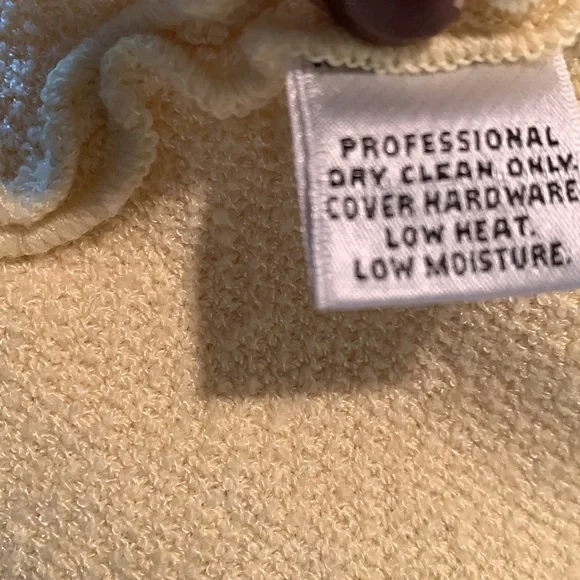 PROFESSIONAL
DRY CLEAN ONLY.
COVER HARDWARE
LOW HEAT.
LOW MOISTURE.